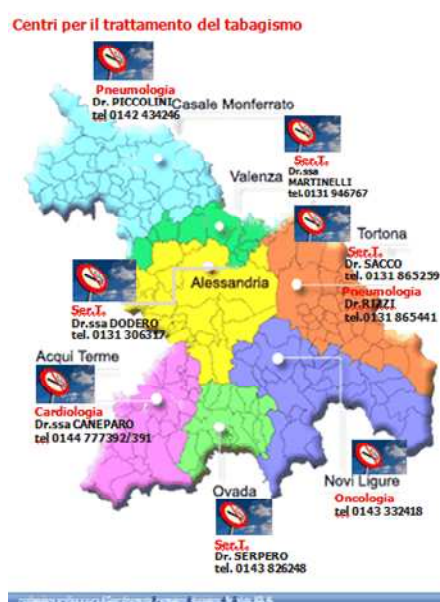 Centri per il trattamento del tabagismo
Pneumologia
Dr. PICCOLINI
tel 0142 434246
Casale Monferrato
Ser.T.
Dr.ssa
MARTINELLI
tel.0131 946767
Valenza
Tortona
Ser.T.
Dr. SACCO
tel. 0131 865259
Pneumologia
Dr.RIZZI
tel.0131 865441
Alessandria
Ser.T.
Dr.ssa DODERO
tel. 0131 306317
Acqui Terme
Cardiologia
Dr.ssa CANEPARO
tel 0144 777392/391
Novi Ligure
Oncologia
tel 0143 332418
Ovada
Ser.T.
Dr. SERPERO
tel. 0143 826248